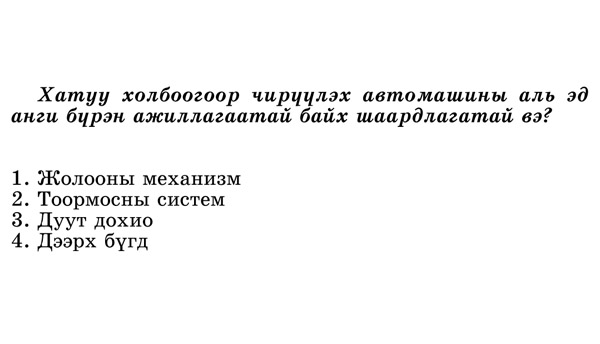 Хатуу холбоогоор чирүүлэх автомашины аль эд
анги бүрэн ажиллагаатай байх шаардлагатай вэ?
1. Жолооны механизм
2. Тоормосны систем
3. Дуут дохио
4. Дээрх бүгд